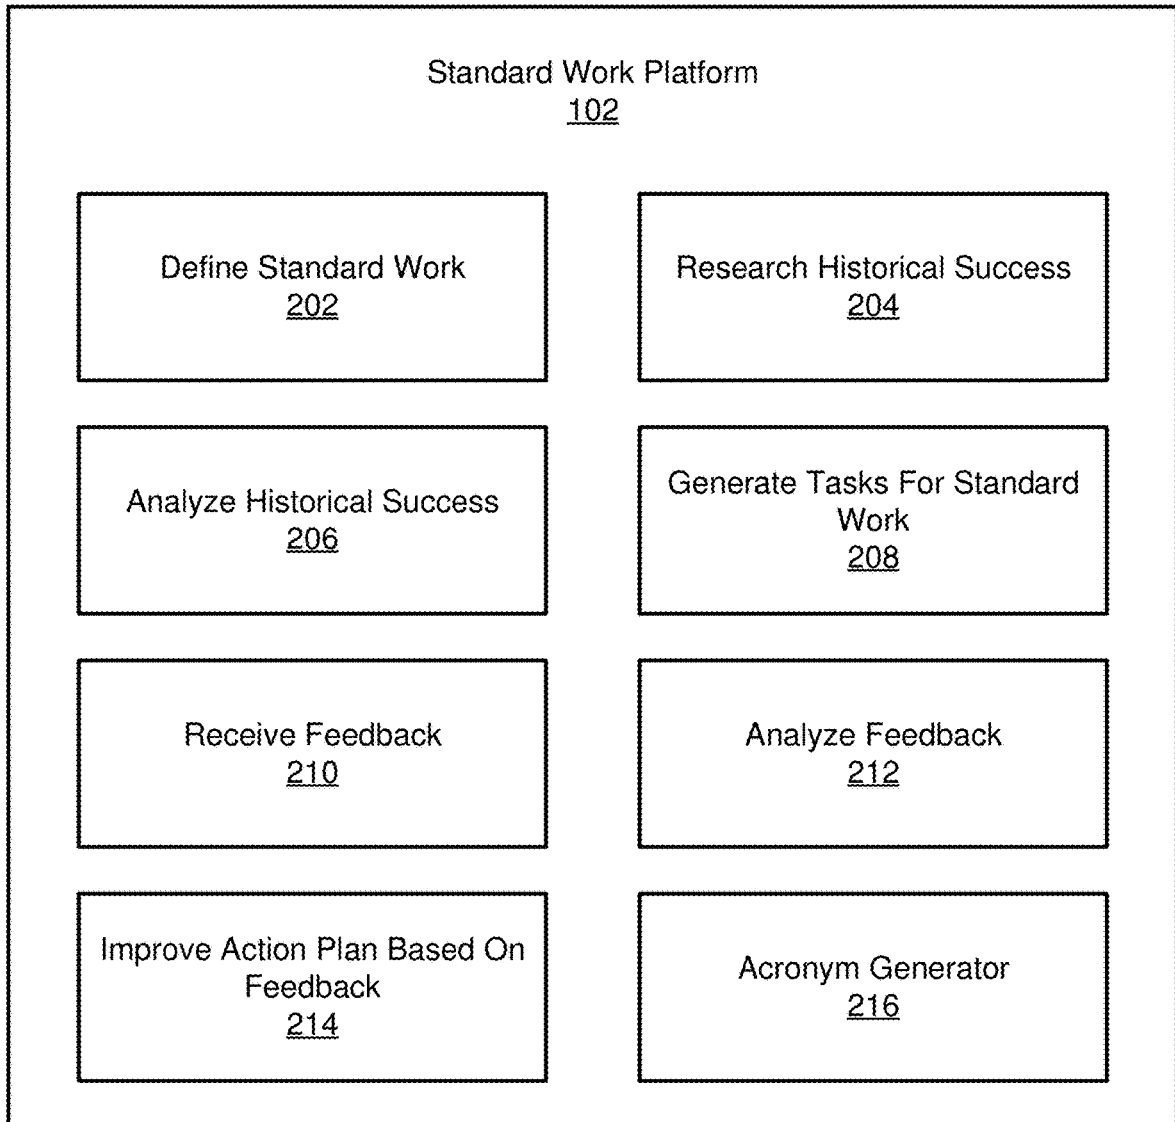 Standard Work Platform
102
Define Standard Work
202
Research Historical Success
204
Analyze Historical Success
206
Generate Tasks For Standard
Work
208
Receive Feedback
210
Analyze Feedback
212
Improve Action Plan Based On
Feedback
214
Acronym Generator
216